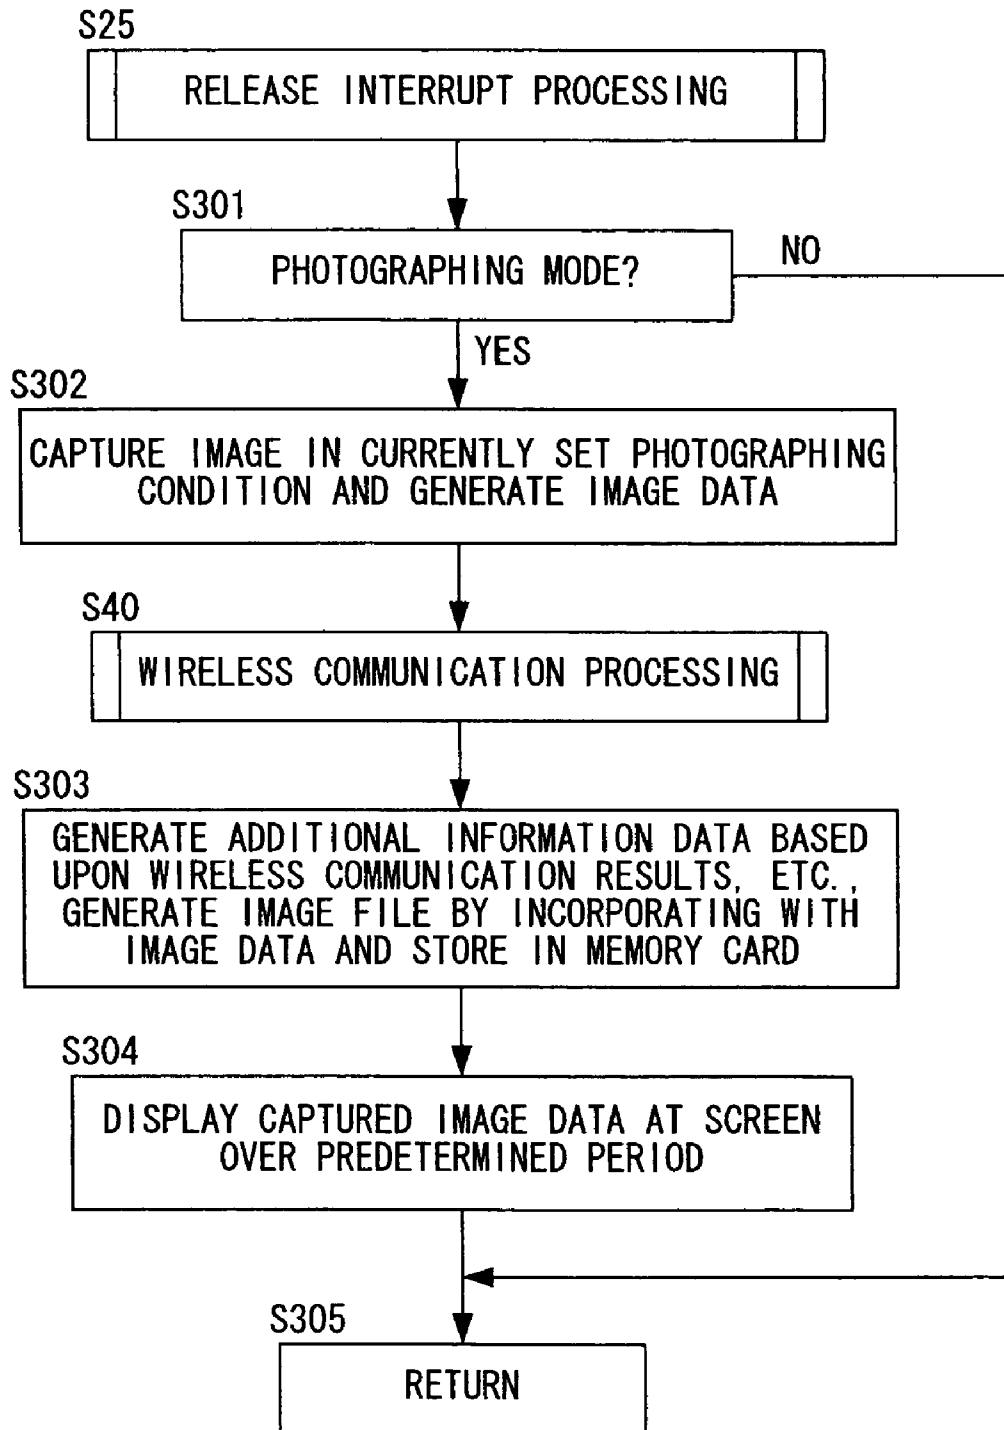 S25
RELEASE INTERRUPT PROCESSING
S301
PHOTOGRAPHING MODE?
NO
YES
S302
CAPTURE IMAGE IN CURRENTLY SET PHOTOGRAPHING
CONDITION AND GENERATE IMAGE DATA
S40
WIRELESS COMMUNICATION PROCESSING
S303
GENERATE ADDITIONAL INFORMATION DATA BASED
UPON WIRELESS COMMUNICATION RESULTS, ETC.,
GENERATE IMAGE FILE BY INCORPORATING WITH
IMAGE DATA AND STORE IN MEMORY CARD
S304
DISPLAY CAPTURED IMAGE DATA AT SCREEN
OVER PREDETERMINED PERIOD
S305
RETURN